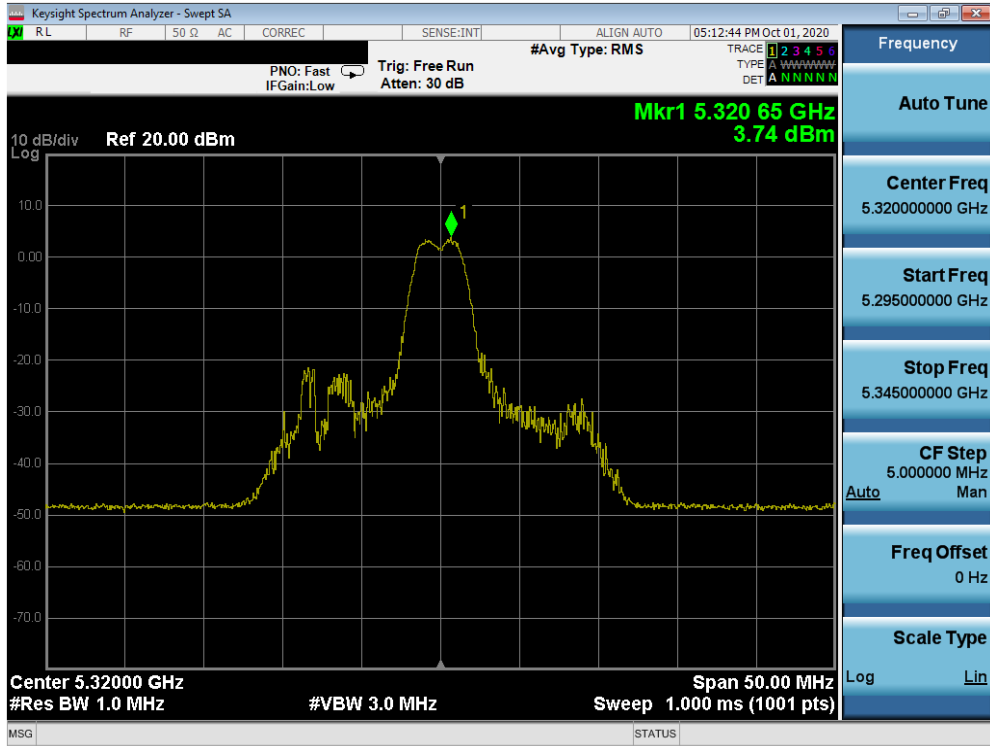 Keysight Spectrum Analyzer - Swept SA
LXI RL RF 50 Ω AC CORREC SENSE:INT ALIGN AUTO 05:12:44 PM Oct 01, 2020
#Avg Type: RMS TRACE 1 2 3 4 5 6
PNO: Fast Trig: Free Run TYPE A WWWWW
IFGain:Low Atten: 30 dB DET A N N N N N
Mkr1 5.320 65 GHz
3.74 dBm
10 dB/div Ref 20.00 dBm
Log
1
10.0
0.00
-10.0
-20.0
-30.0
-40.0
-50.0
-60.0
-70.0
Center 5.32000 GHz Span 50.00 MHz
#Res BW 1.0 MHz #VBW 3.0 MHz Sweep 1.000 ms (1001 pts)
MSG STATUS
Frequency
Auto Tune
Center Freq
5.320000000 GHz
Start Freq
5.295000000 GHz
Stop Freq
5.345000000 GHz
CF Step
5.000000 MHz
Auto Man
Freq Offset
0 Hz
Scale Type
Log Lin